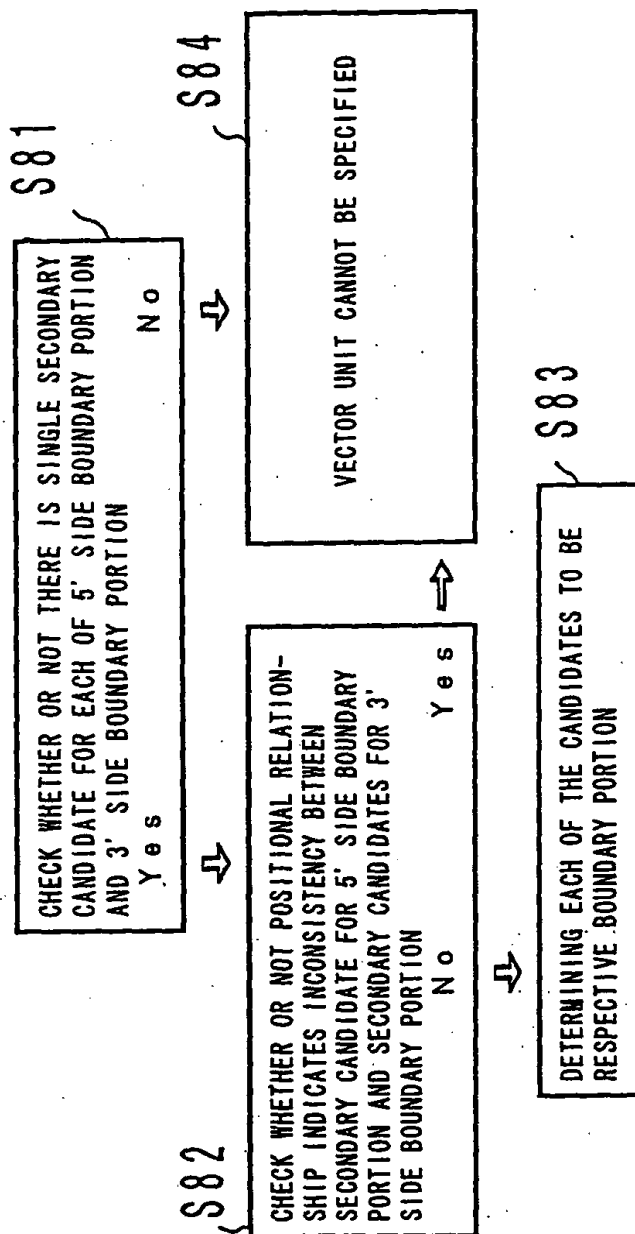 S81
CHECK WHETHER OR NOT THERE IS SINGLE SECONDARY
CANDIDATE FOR EACH OF 5' SIDE BOUNDARY PORTION
AND 3' SIDE BOUNDARY PORTION
Yes No
S82
CHECK WHETHER OR NOT POSITIONAL RELATION-
SHIP INDICATES INCONSISTENCY BETWEEN
SECONDARY CANDIDATE FOR 5' SIDE BOUNDARY
PORTION AND SECONDARY CANDIDATES FOR 3'
SIDE BOUNDARY PORTION
No Yes
S84
VECTOR UNIT CANNOT BE SPECIFIED
S83
DETERMINING EACH OF THE CANDIDATES TO BE
RESPECTIVE BOUNDARY PORTION